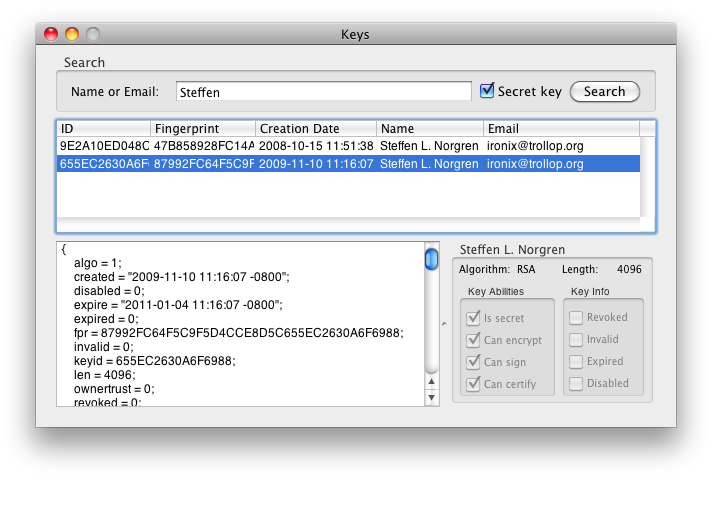 Keys
Search
Name or Email: Steffen Secret key Search
ID Fingerprint Creation Date Name Email
9E2A10ED048C 47B858928FC14A 2008-10-15 11:51:38 Steffen L. Norgren ironix@trollop.org
655EC2630A6F 87992FC64F5C9F 2009-11-10 11:16:07 Steffen L. Norgren ironix@trollop.org
{
algo = 1;
created = "2009-11-10 11:16:07 -0800";
disabled = 0;
expire = "2011-01-04 11:16:07 -0800";
expired = 0;
fpr = 87992FC64F5C9F5D4CCE8D5C655EC2630A6F6988;
invalid = 0;
keyid = 655EC2630A6F6988;
len = 4096;
ownertrust = 0;
revoked = 0;
Steffen L. Norgren
Algorithm: RSA Length: 4096
Key Abilities Key Info
Is secret Revoked
Can encrypt Invalid
Can sign Expired
Can certify Disabled